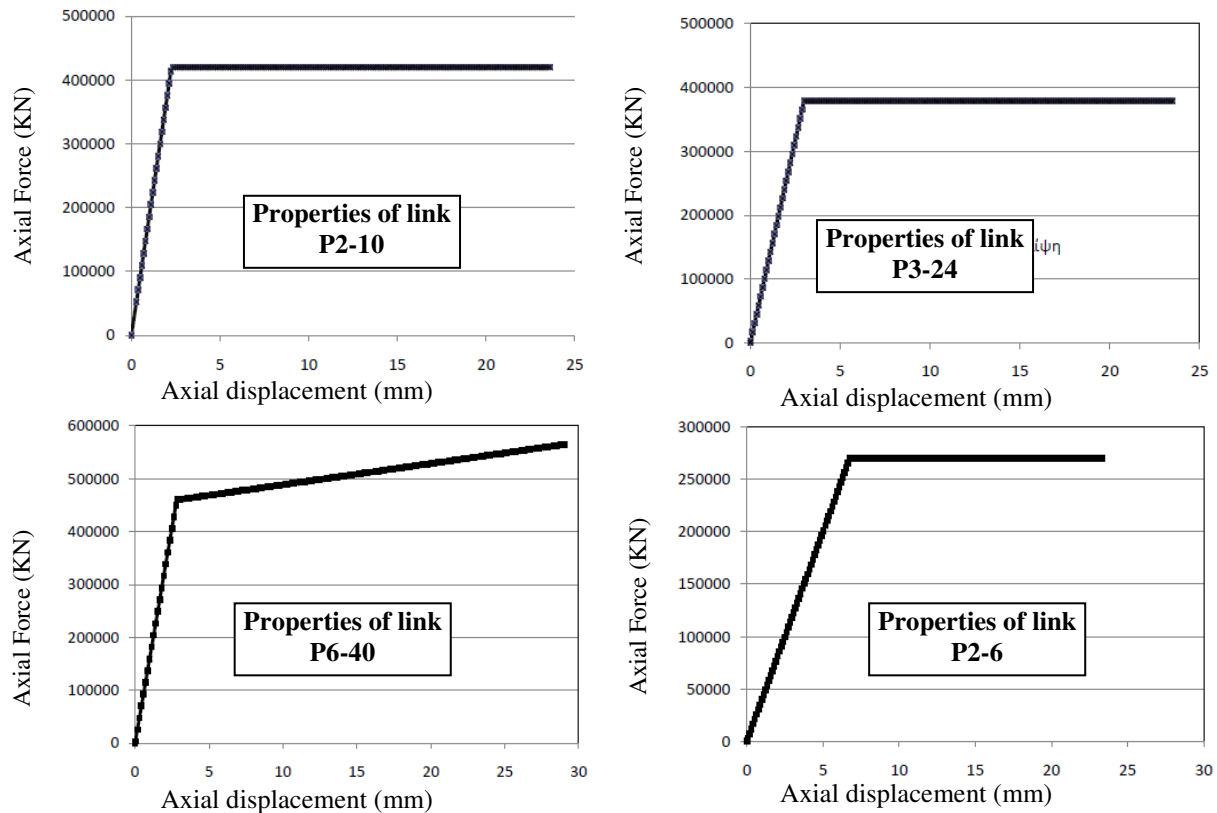 500000
400000
300000
200000
100000
0
Axial Force (KN)
Properties of link
P2-10
0 5 10 15 20 25
Axial displacement (mm)
500000
400000
300000
200000
100000
0
Axial Force (KN)
Properties of link
P3-24
ίψη
0 5 10 15 20 25
Axial displacement (mm)
600000
500000
400000
300000
200000
100000
0
Axial Force (KN)
Properties of link
P6-40
0 5 10 15 20 25 30
Axial displacement (mm)
300000
250000
200000
150000
100000
50000
0
Axial Force (KN)
Properties of link
P2-6
0 5 10 15 20 25 30
Axial displacement (mm)